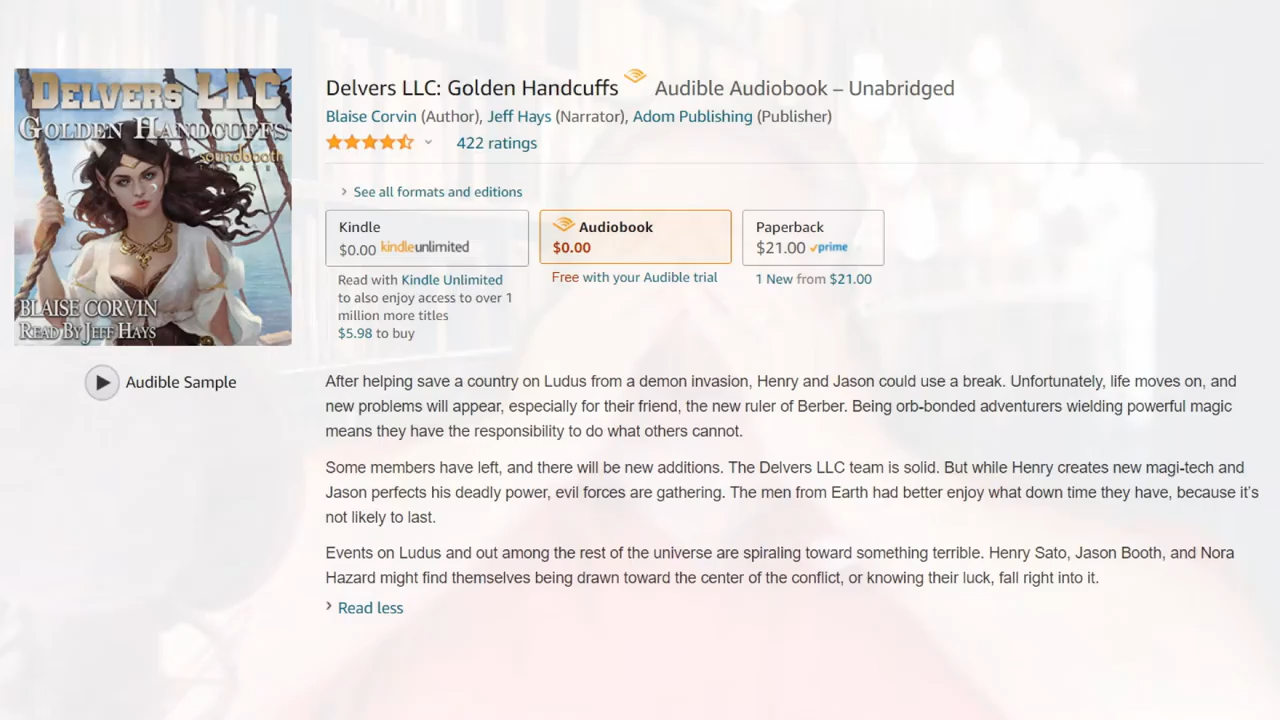 DELVERS LLC
GOLDEN HANDCUFFS
soundbooth
BLAISE CORVIN
READ BY JEFF HAYS
Audible Sample
Delvers LLC: Golden Handcuffs Audible Audiobook – Unabridged
Blaise Corvin (Author), Jeff Hays (Narrator), Adom Publishing (Publisher)
422 ratings
See all formats and editions
Kindle
$0.00 kindleunlimited
Read with Kindle Unlimited
to also enjoy access to over 1
million more titles
$5.98 to buy
Audiobook
$0.00
Free with your Audible trial
Paperback
$21.00 prime
1 New from $21.00
After helping save a country on Ludus from a demon invasion, Henry and Jason could use a break. Unfortunately, life moves on, and
new problems will appear, especially for their friend, the new ruler of Berber. Being orb-bonded adventurers wielding powerful magic
means they have the responsibility to do what others cannot.
Some members have left, and there will be new additions. The Delvers LLC team is solid. But while Henry creates new magi-tech and
Jason perfects his deadly power, evil forces are gathering. The men from Earth had better enjoy what down time they have, because it's
not likely to last.
Events on Ludus and out among the rest of the universe are spiraling toward something terrible. Henry Sato, Jason Booth, and Nora
Hazard might find themselves being drawn toward the center of the conflict, or knowing their luck, fall right into it.
Read less